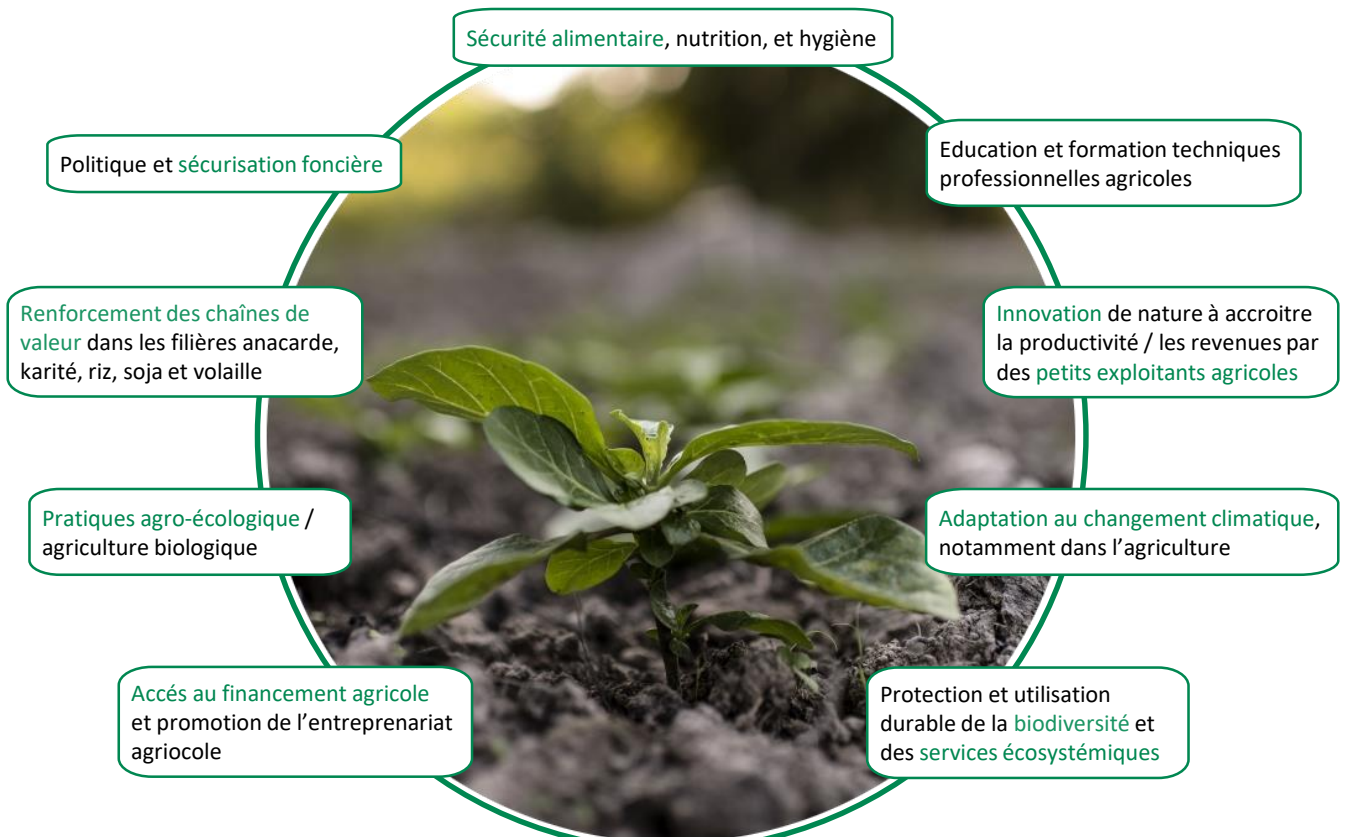 Sécurité alimentaire, nutrition, et hygiène
Politique et sécurisation foncière
Education et formation techniques
professionnelles agricoles
Renforcement des chaînes de
valeur dans les filières anacarde,
karité, riz, soja et volaille
Innovation de nature à accroitre
la productivité / les revenues par
des petits exploitants agricoles
Pratiques agro-écologique /
agriculture biologique
Adaptation au changement climatique,
notamment dans l’agriculture
Accés au financement agricole
et promotion de l’entreprenariat
agriocole
Protection et utilisation
durable de la biodiversité et
des services écosystémiques